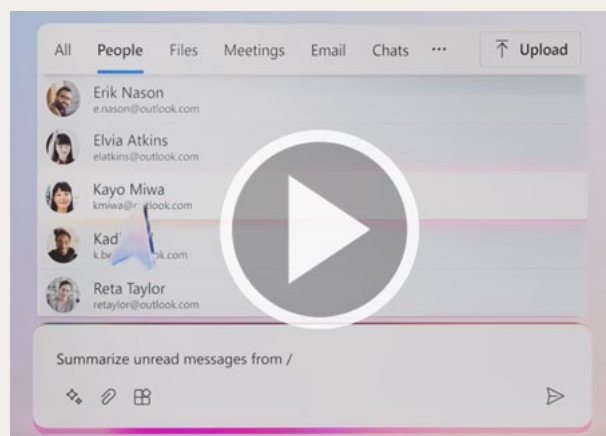 All People Files Meetings Email Chats ... Upload
Erik Nason
e.nason@outlook.com
Elvia Atkins
elatkins@outlook.com
Kayo Miwa
Reta Taylor
retaylor@outlook.com
Summarize unread messages from /